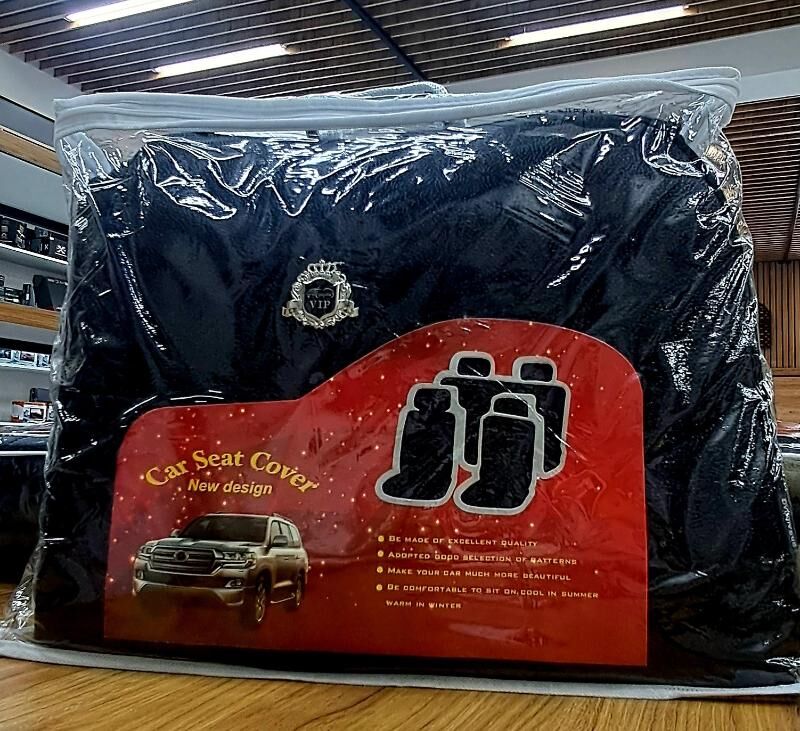 VIP
Car Seat Cover
New design
BE MADE OF EXCELLENT QUALITY
ADOPTED GOOD SELECTION OF PATTERNS
MAKE YOUR CAR MUCH MORE BEAUTIFUL
BE COMFORTABLE TO SIT ON,COOL IN SUMMER
WARM IN WINTER